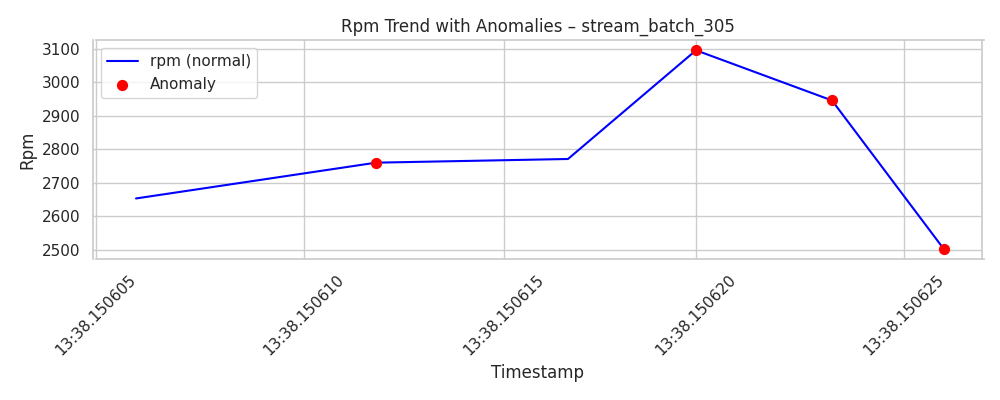 Rpm Trend with Anomalies – stream_batch_305
rpm (normal)
Anomaly
Rpm
3100
3000
2900
2800
2700
2600
2500
13:38.150605
13:38.150610
13:38.150615
13:38.150620
13:38.150625
Timestamp